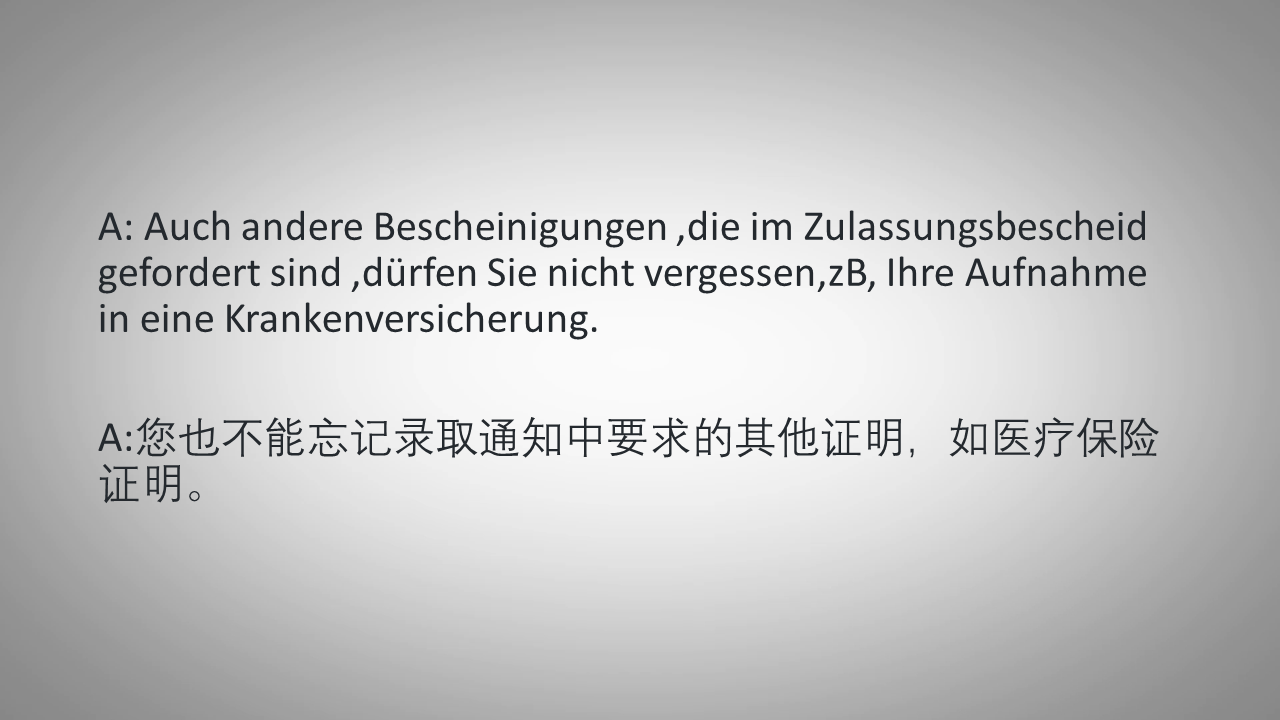 A: Auch andere Bescheinigungen ,die im Zulassungsbescheid
gefordert sind ,dürfen Sie nicht vergessen,zB, Ihre Aufnahme
in eine Krankenversicherung.
A:您也不能忘记录取通知中要求的其他证明，如医疗保险
证明。